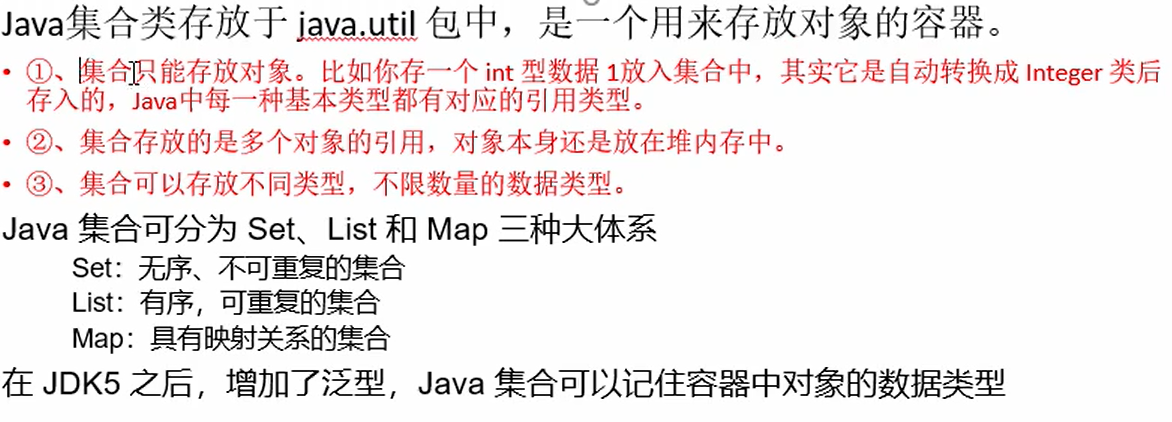 Java集合类存放于 java.util 包中，是一个用来存放对象的容器。
• ①、集合只能存放对象。比如你存一个 int 型数据 1放入集合中，其实它是自动转换成 Integer 类后
存入的，Java中每一种基本类型都有对应的引用类型。
• ②、集合存放的是多个对象的引用，对象本身还是放在堆内存中。
• ③、集合可以存放不同类型，不限数量的数据类型。
Java 集合可分为 Set、List 和 Map 三种大体系
Set：无序、不可重复的集合
List：有序，可重复的集合
Map：具有映射关系的集合
在 JDK5 之后，增加了泛型，Java 集合可以记住容器中对象的数据类型